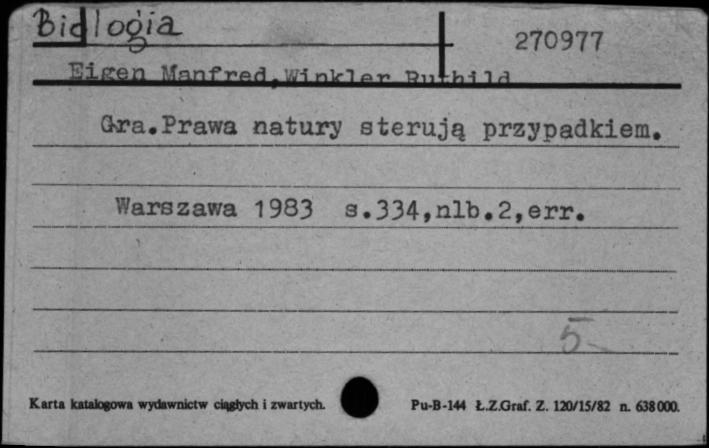 Biologia
270977
Eigen Manfred,Winkler Ruthild
Gra.Prawa natury sterują przypadkiem.
Warszawa 1983 s.334,nlb.2,err.
5
Karta katalogowa wydawnictw ciągłych i zwartych. Pu-B-144 Ł.Z.Graf. Z. 120/15/82 n. 638000.